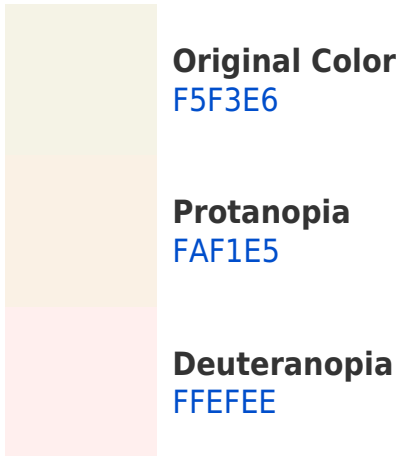 Original Color
F5F3E6
Protanopia
FAF1E5
Deuteranopia
FFEFEE